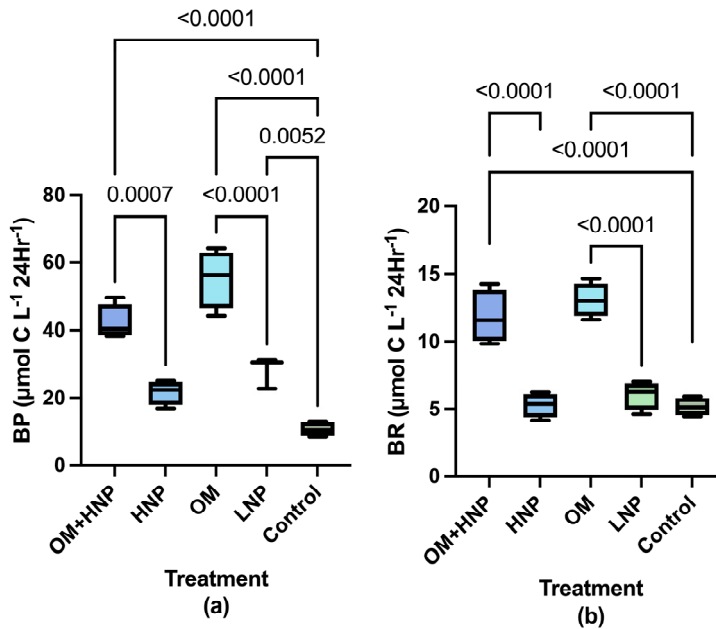 <0.0001
<0.0001
0.0052
0.0007
<0.0001
80
60
40
20
0
BP (µmol C L⁻¹ 24Hr⁻¹)
OM+HNP
HNP
OM
LNP
Control
Treatment
(a)
<0.0001
<0.0001
<0.0001
<0.0001
20
15
10
5
0
BR (µmol C L⁻¹ 24Hr⁻¹)
OM+HNP
HNP
OM
LNP
Control
Treatment
(b)